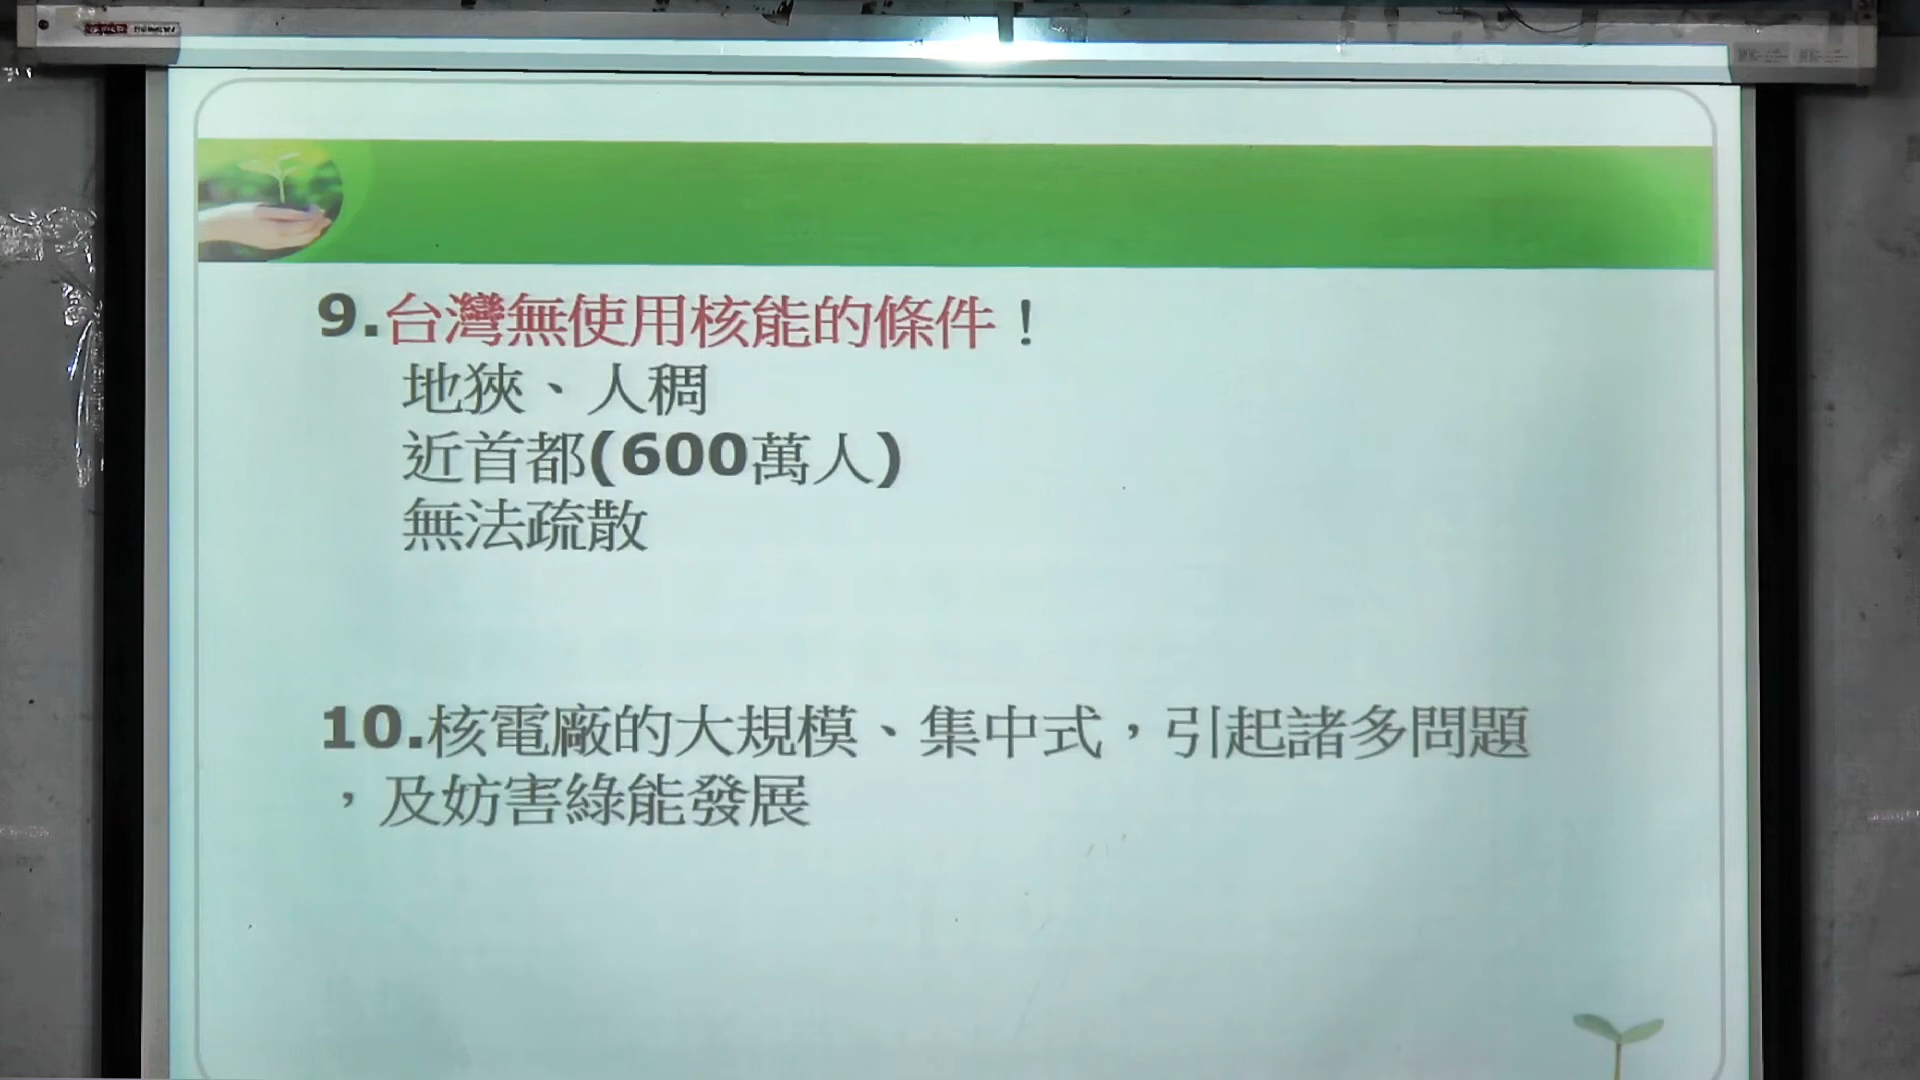 9.台灣無使用核能的條件！
地狹、人稠
近首都(600萬人)
無法疏散
10.核電廠的大規模、集中式，引起諸多問題
，及妨害綠能發展